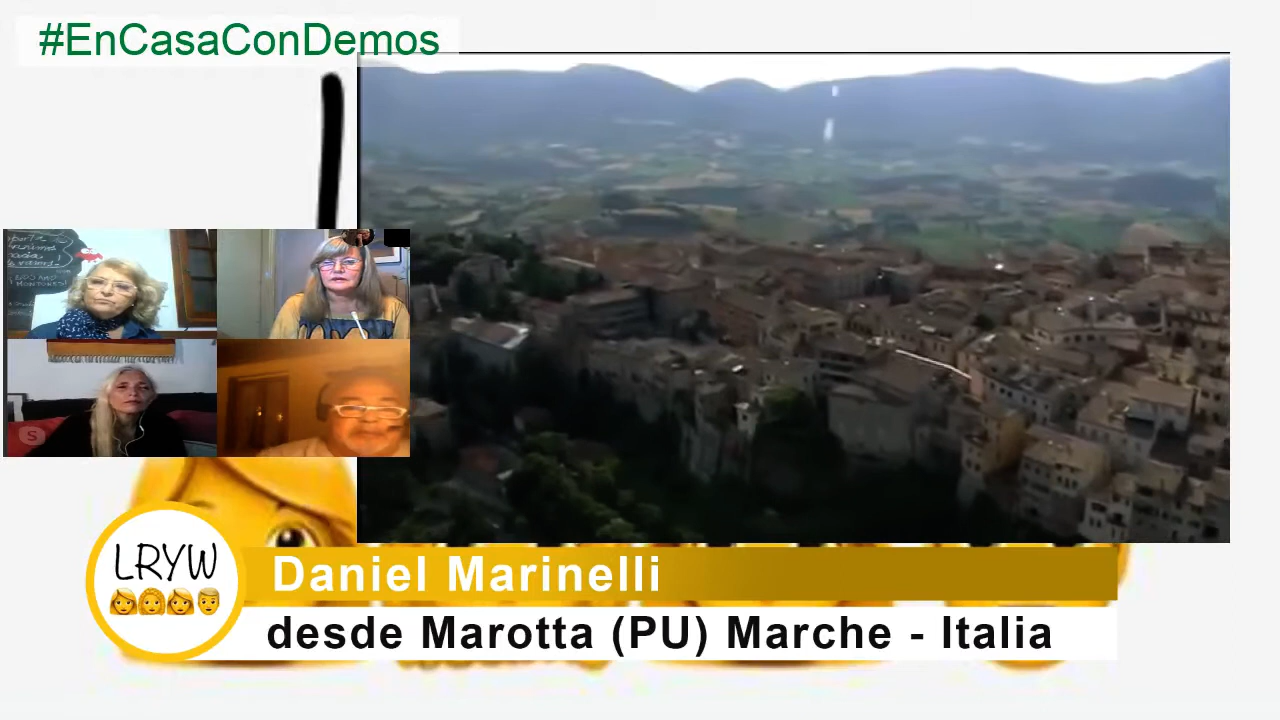 #EnCasaConDemos
LRYW
Daniel Marinelli
desde Marotta (PU) Marche - Italia